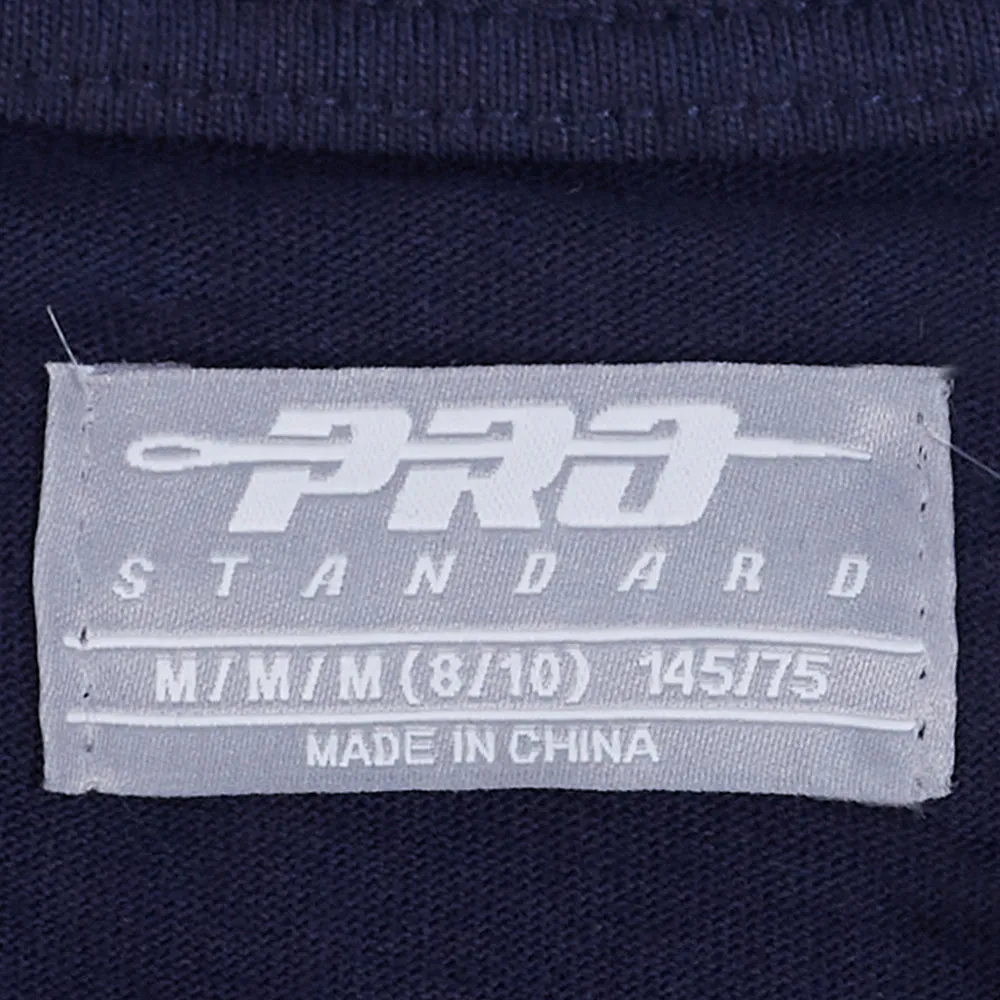 PRO
STANDARD
M/M/M (8/10) 145/75
MADE IN CHINA